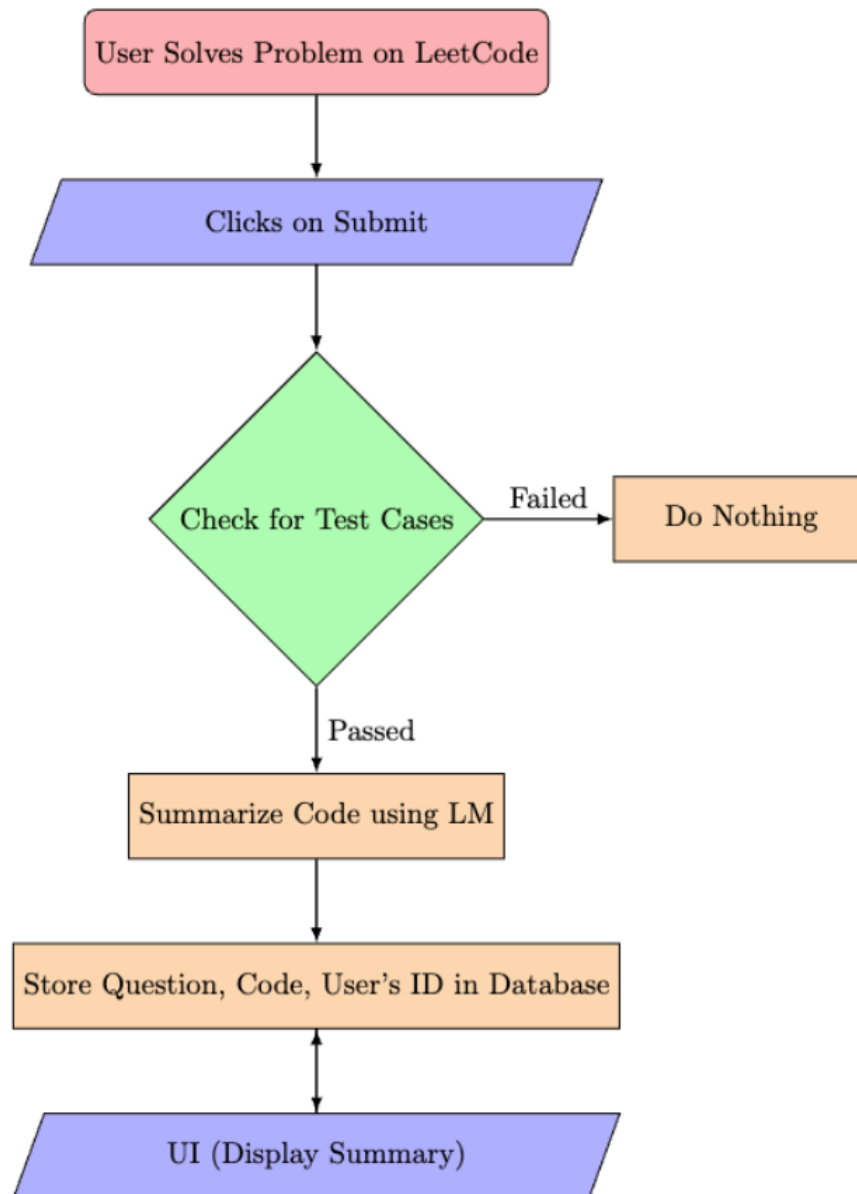 User Solves Problem on LeetCode
Clicks on Submit
Check for Test Cases
Failed
Do Nothing
Passed
Summarize Code using LM
Store Question, Code, User's ID in Database
UI (Display Summary)